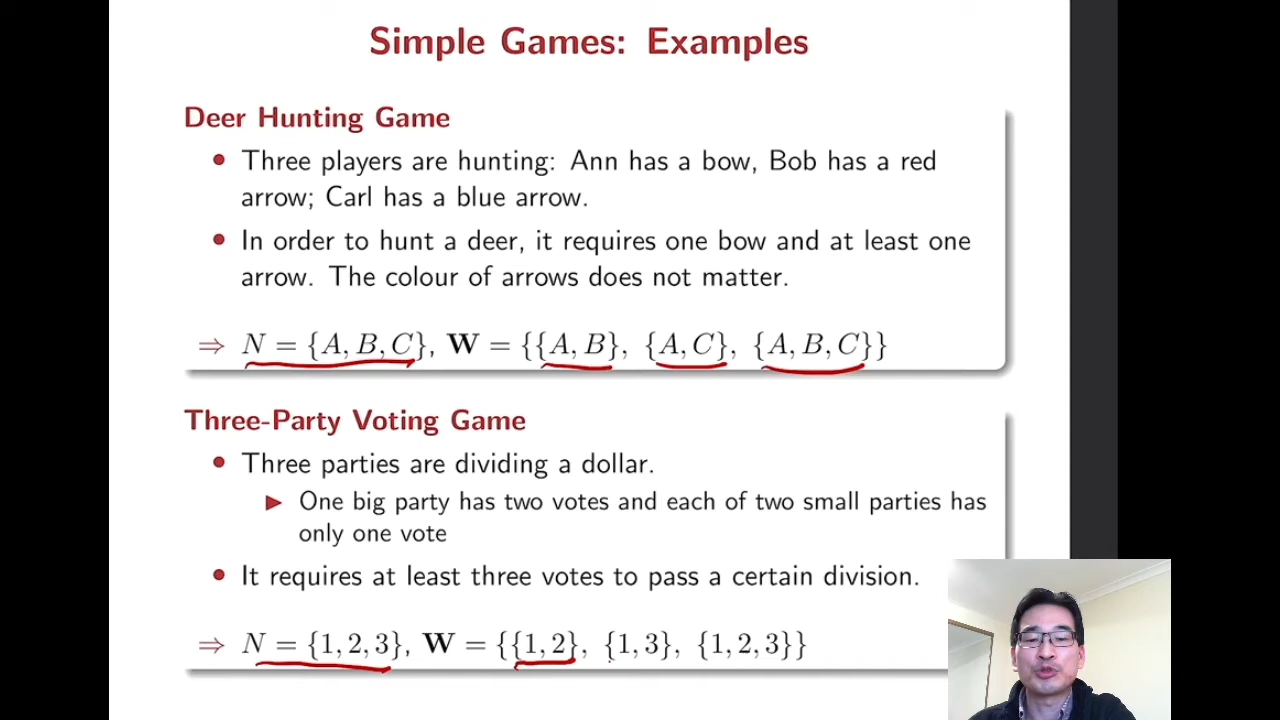 Simple Games: Examples
Deer Hunting Game
• Three players are hunting: Ann has a bow, Bob has a red
arrow; Carl has a blue arrow.
• In order to hunt a deer, it requires one bow and at least one
arrow. The colour of arrows does not matter.
⇒ N = {A, B, C}, W = {{A, B}, {A, C}, {A, B, C}}
Three-Party Voting Game
• Three parties are dividing a dollar.
▶ One big party has two votes and each of two small parties has
only one vote
• It requires at least three votes to pass a certain division.
⇒ N = {1, 2, 3}, W = {{1, 2}, {1, 3}, {1, 2, 3}}